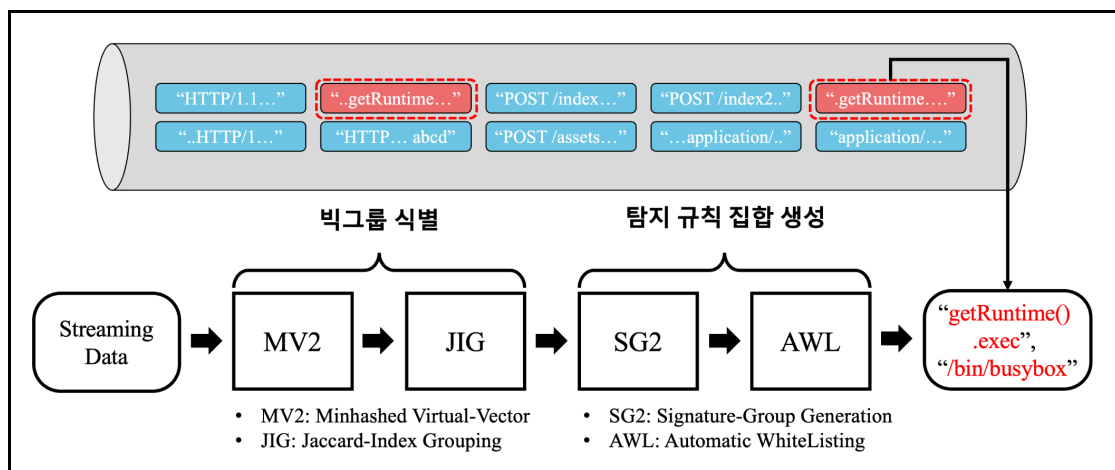 “HTTP/1.1…” “..getRuntime…” “POST /index…” “POST /index2..” “.getRuntime….”
“..HTTP/1…” “HTTP… abcd” “POST /assets…” “…application/..” “application/…”
빅그룹 식별 탐지 규칙 집합 생성
Streaming
Data
MV2
JIG
SG2
AWL
“getRuntime()
.exec”,
“/bin/busybox”
• MV2: Minhashed Virtual-Vector
• JIG: Jaccard-Index Grouping
• SG2: Signature-Group Generation
• AWL: Automatic WhiteListing